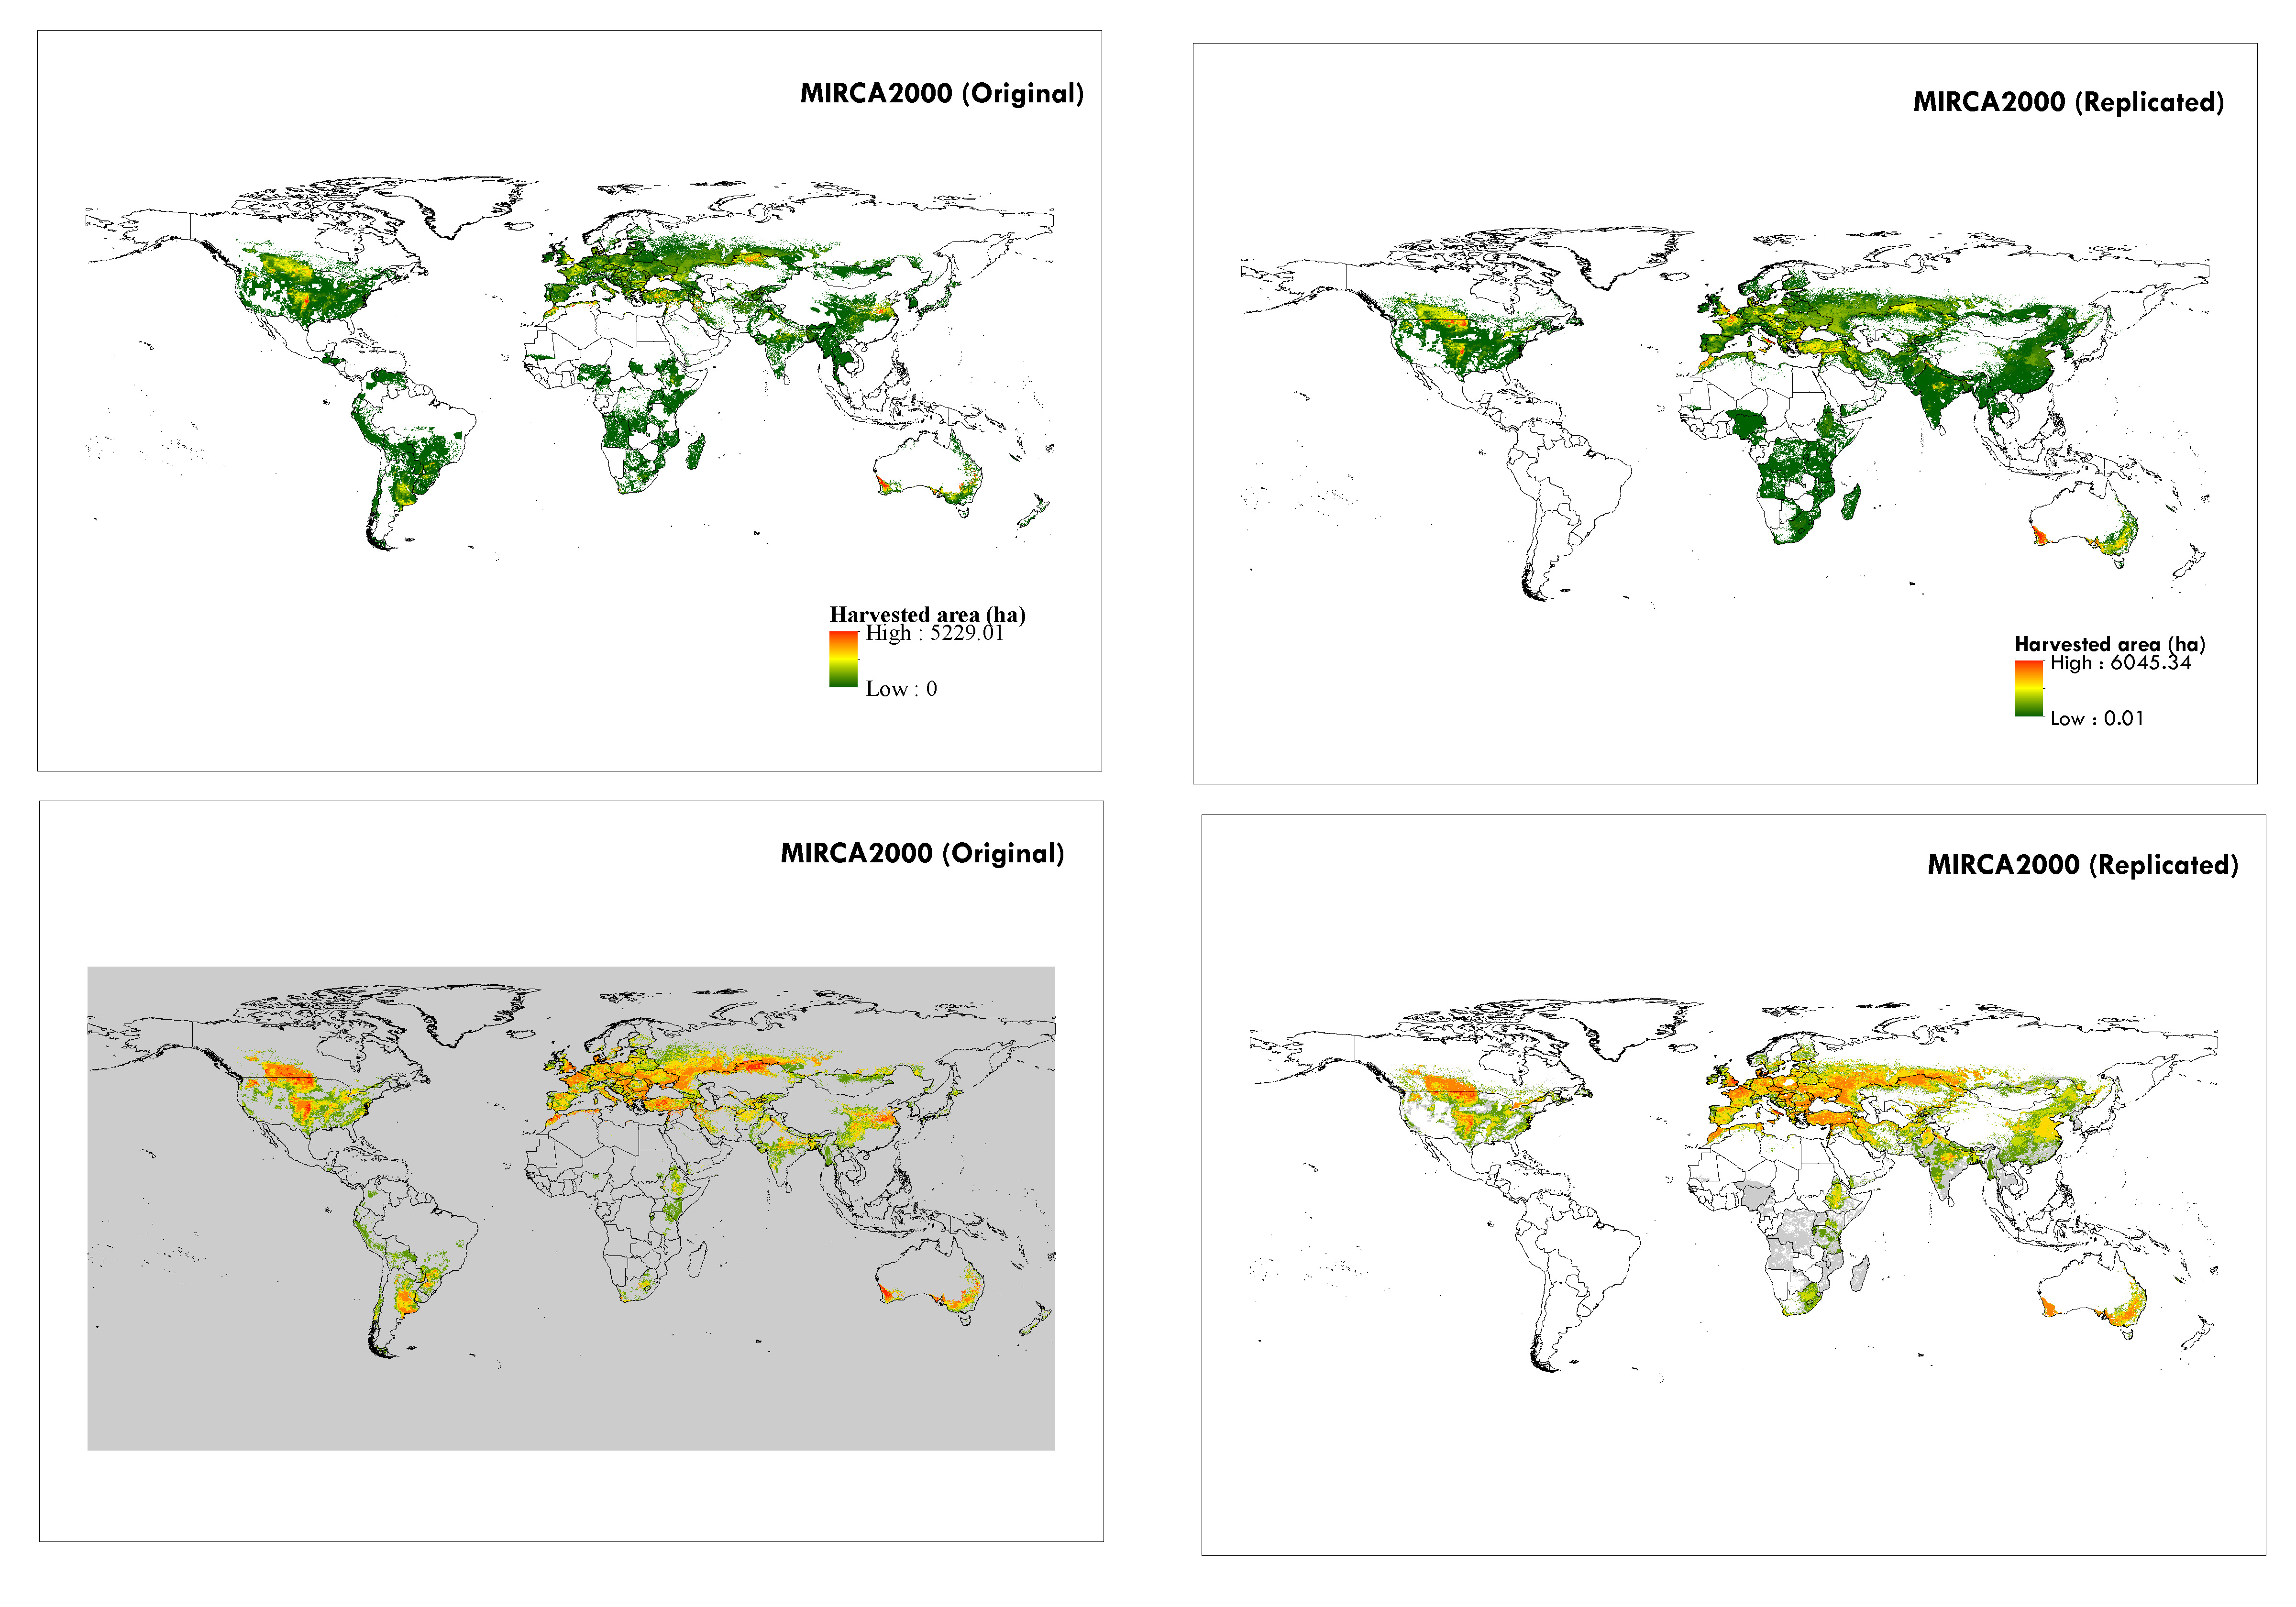 MIRCA2000 (Original)
Harvested area (ha)
High : 5229.01
Low : 0
MIRCA2000 (Replicated)
Harvested area (ha)
High : 6045.34
Low : 0.01
MIRCA2000 (Original)
MIRCA2000 (Replicated)